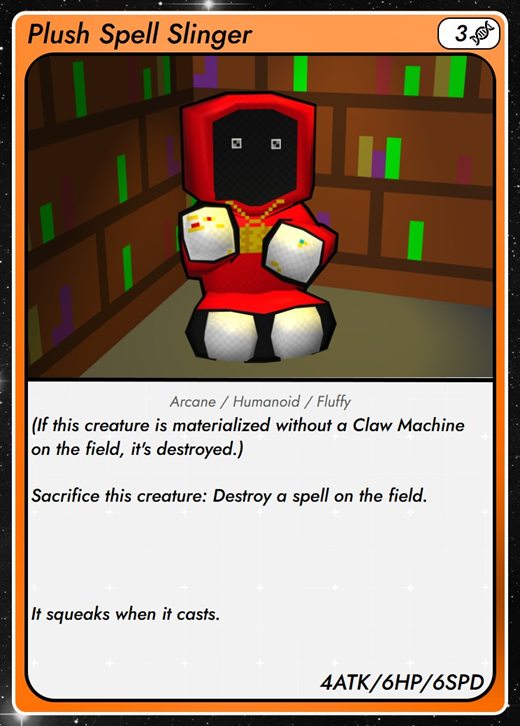 Plush Spell Slinger
3
Arcane / Humanoid / Fluffy
(If this creature is materialized without a Claw Machine
on the field, it's destroyed.)
Sacrifice this creature: Destroy a spell on the field.
It squeaks when it casts.
4ATK/6HP/6SPD